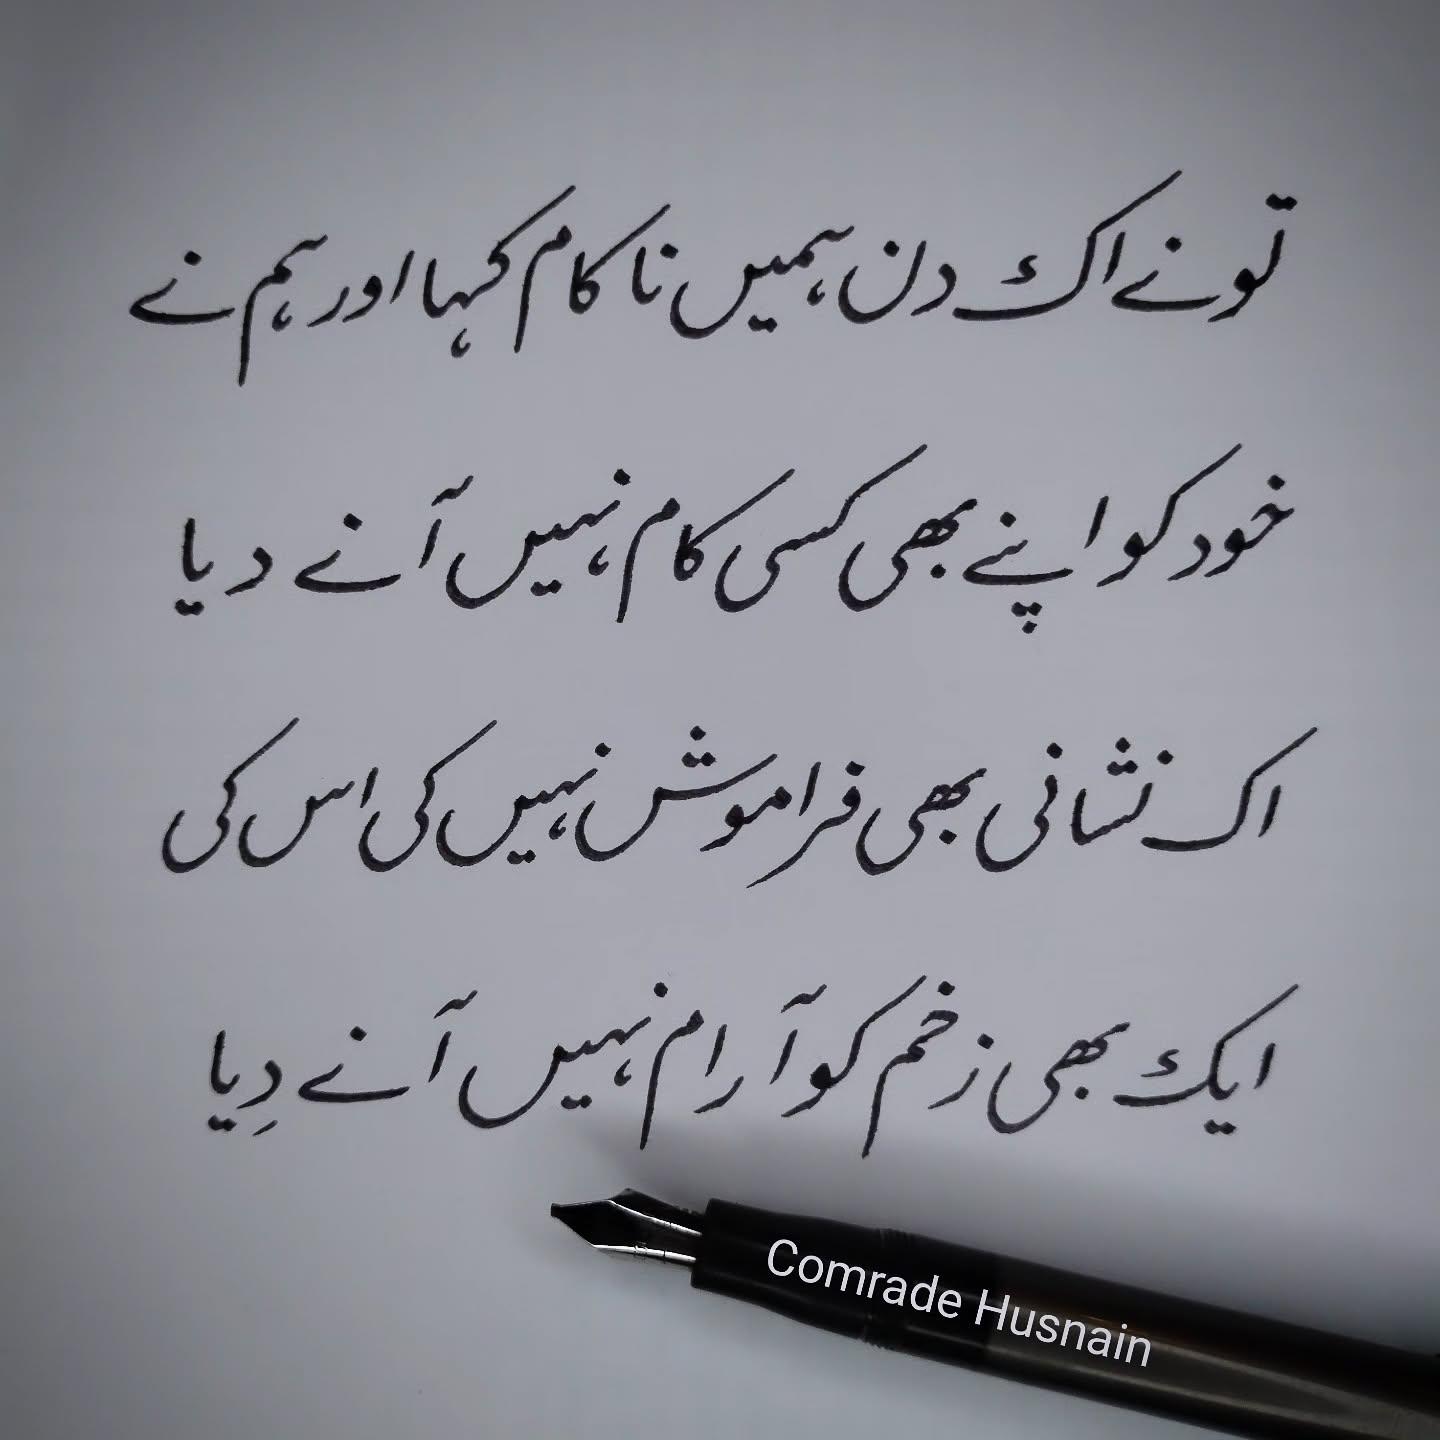 تو نے اک دن ہمیں ناکام کہا اور ہم نے
خود کو اپنے بھی کسی کام نہیں آنے دیا
اک نشانی بھی فراموش نہیں کی اس کی
ایک بھی زخم کو آرام نہیں آنے دِیا
Comrade Husnain